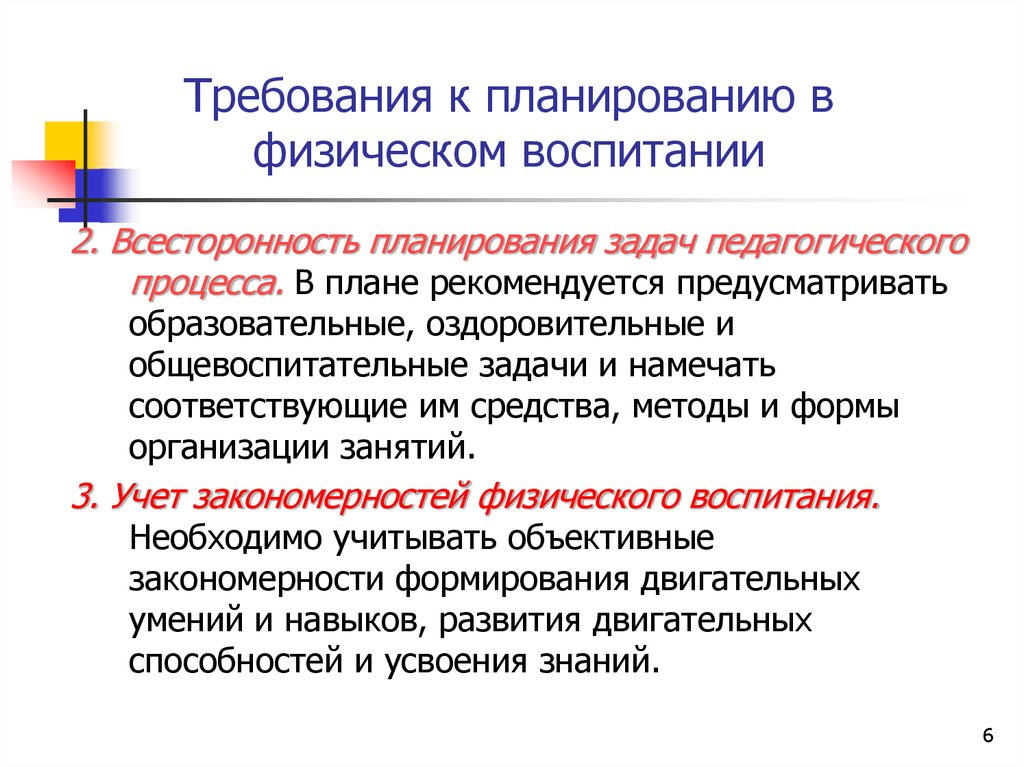 Требования к планированию в
физическом воспитании
2. Всесторонность планирования задач педагогического
процесса. В плане рекомендуется предусматривать
образовательные, оздоровительные и
общевоспитательные задачи и намечать
соответствующие им средства, методы и формы
организации занятий.
3. Учет закономерностей физического воспитания.
Необходимо учитывать объективные
закономерности формирования двигательных
умений и навыков, развития двигательных
способностей и усвоения знаний.
6